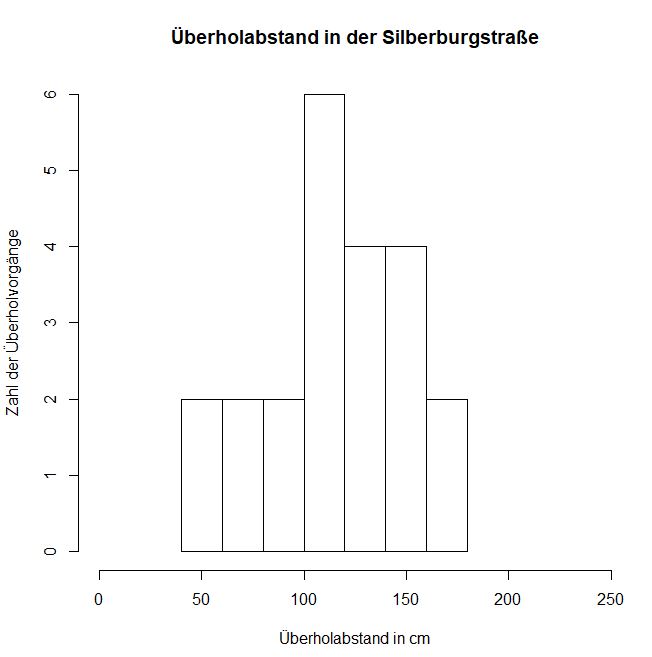 Überholabstand in der Silberburgstraße
Zahl der Überholvorgänge
6
5
4
3
2
1
0
0 50 100 150 200 250
Überholabstand in cm